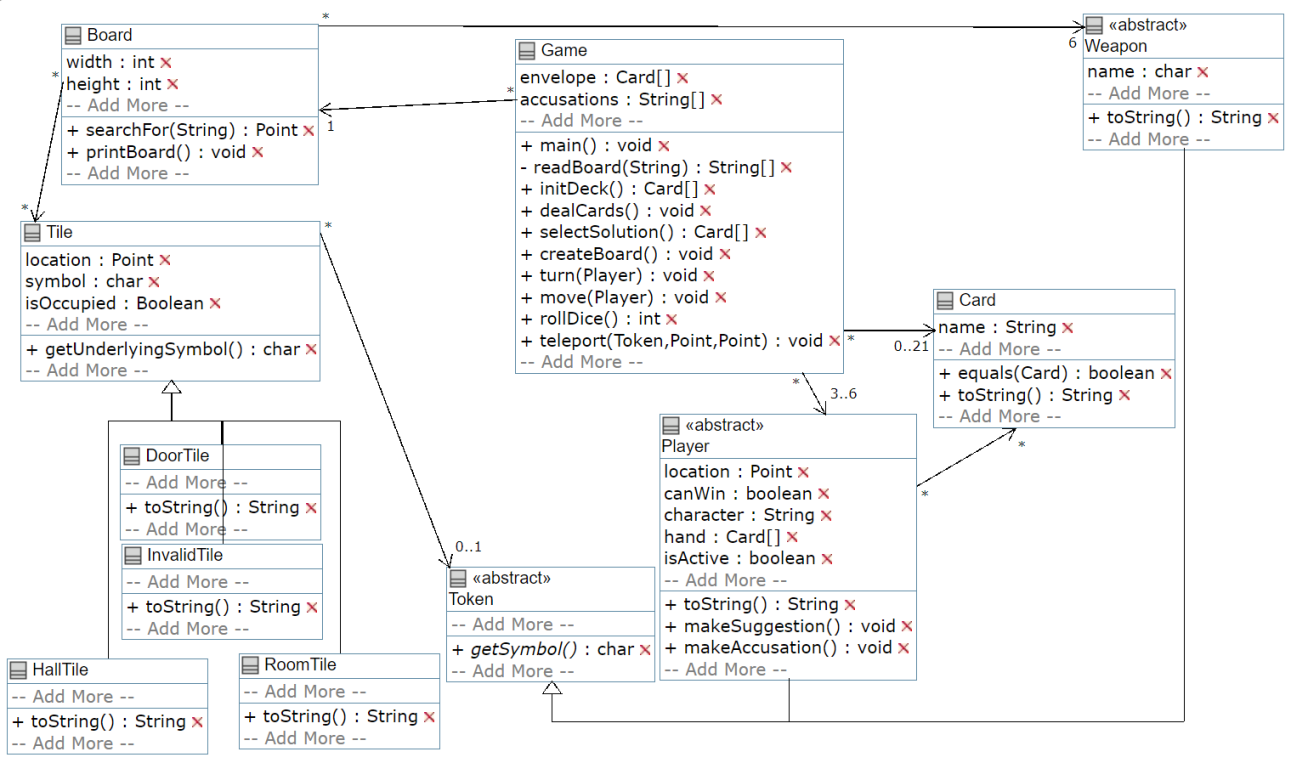 Board
width : int
height : int
-- Add More --
+ searchFor(String) : Point
+ printBoard() : void
-- Add More --
*
*
*
Game
envelope : Card[]
accusations : String[]
-- Add More --
+ main() : void
- readBoard(String) : String[]
+ initDeck() : Card[]
+ dealCards() : void
+ selectSolution() : Card[]
+ createBoard() : void
+ turn(Player) : void
+ move(Player) : void
+ rollDice() : int
+ teleport(Token,Point,Point) : void
-- Add More --
*
1
*
0..21
*
3..6
«abstract»
Weapon
name : char
-- Add More --
+ toString() : String
-- Add More --
6
Tile
location : Point
symbol : char
isOccupied : Boolean
-- Add More --
+ getUnderlyingSymbol() : char
-- Add More --
*
0..1
Card
name : String
-- Add More --
+ equals(Card) : boolean
+ toString() : String
-- Add More --
*
*
«abstract»
Player
location : Point
canWin : boolean
character : String
hand : Card[]
isActive : boolean
-- Add More --
+ toString() : String
+ makeSuggestion() : void
+ makeAccusation() : void
-- Add More --
DoorTile
-- Add More --
+ toString() : String
-- Add More --
InvalidTile
-- Add More --
+ toString() : String
-- Add More --
«abstract»
Token
-- Add More --
+ getSymbol() : char
-- Add More --
HallTile
-- Add More --
+ toString() : String
-- Add More --
RoomTile
-- Add More --
+ toString() : String
-- Add More --